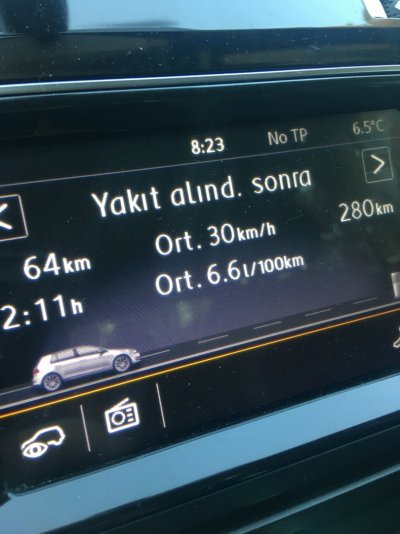 8:23 No TP 6.5°C
Yakıt alınd. sonra
64km Ort. 30km/h 280km
2:11h Ort. 6.6l/100km